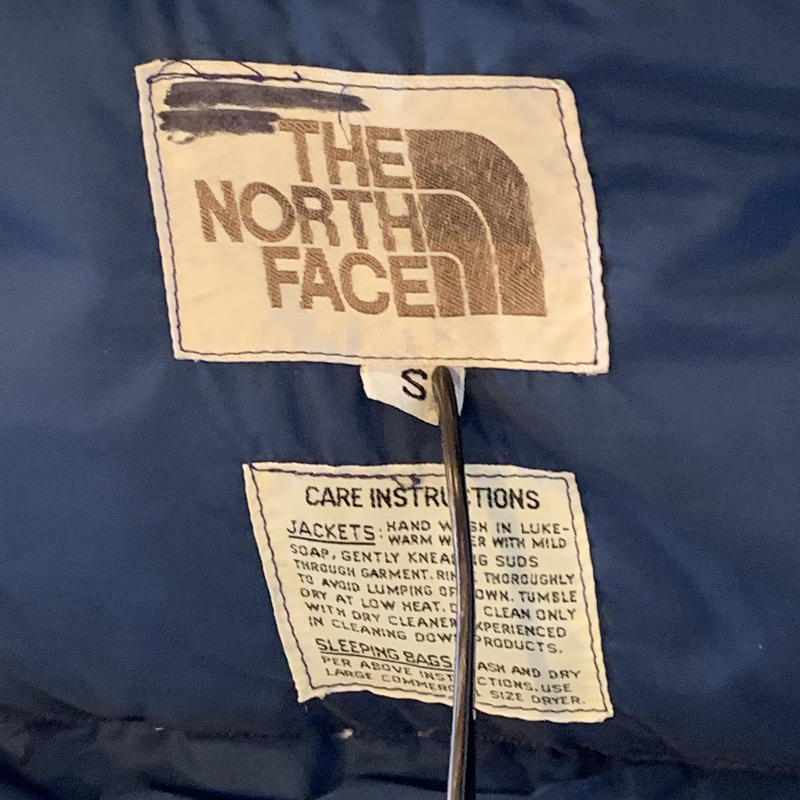 THE
NORTH
FACE
S
CARE INSTRUCTIONS
JACKETS: HAND WASH IN LUKE-
WARM WATER WITH MILD
SOAP, GENTLY KNEADING SUDS
THROUGH GARMENT. RINSE THOROUGHLY
TO AVOID LUMPING OF DOWN. TUMBLE
DRY AT LOW HEAT. DRY CLEAN ONLY
WITH DRY CLEANER EXPERIENCED
IN CLEANING DOWN PRODUCTS.
SLEEPING BAGS: WASH AND DRY
PER ABOVE INSTRUCTIONS. USE
LARGE COMMERCIAL SIZE DRYER.